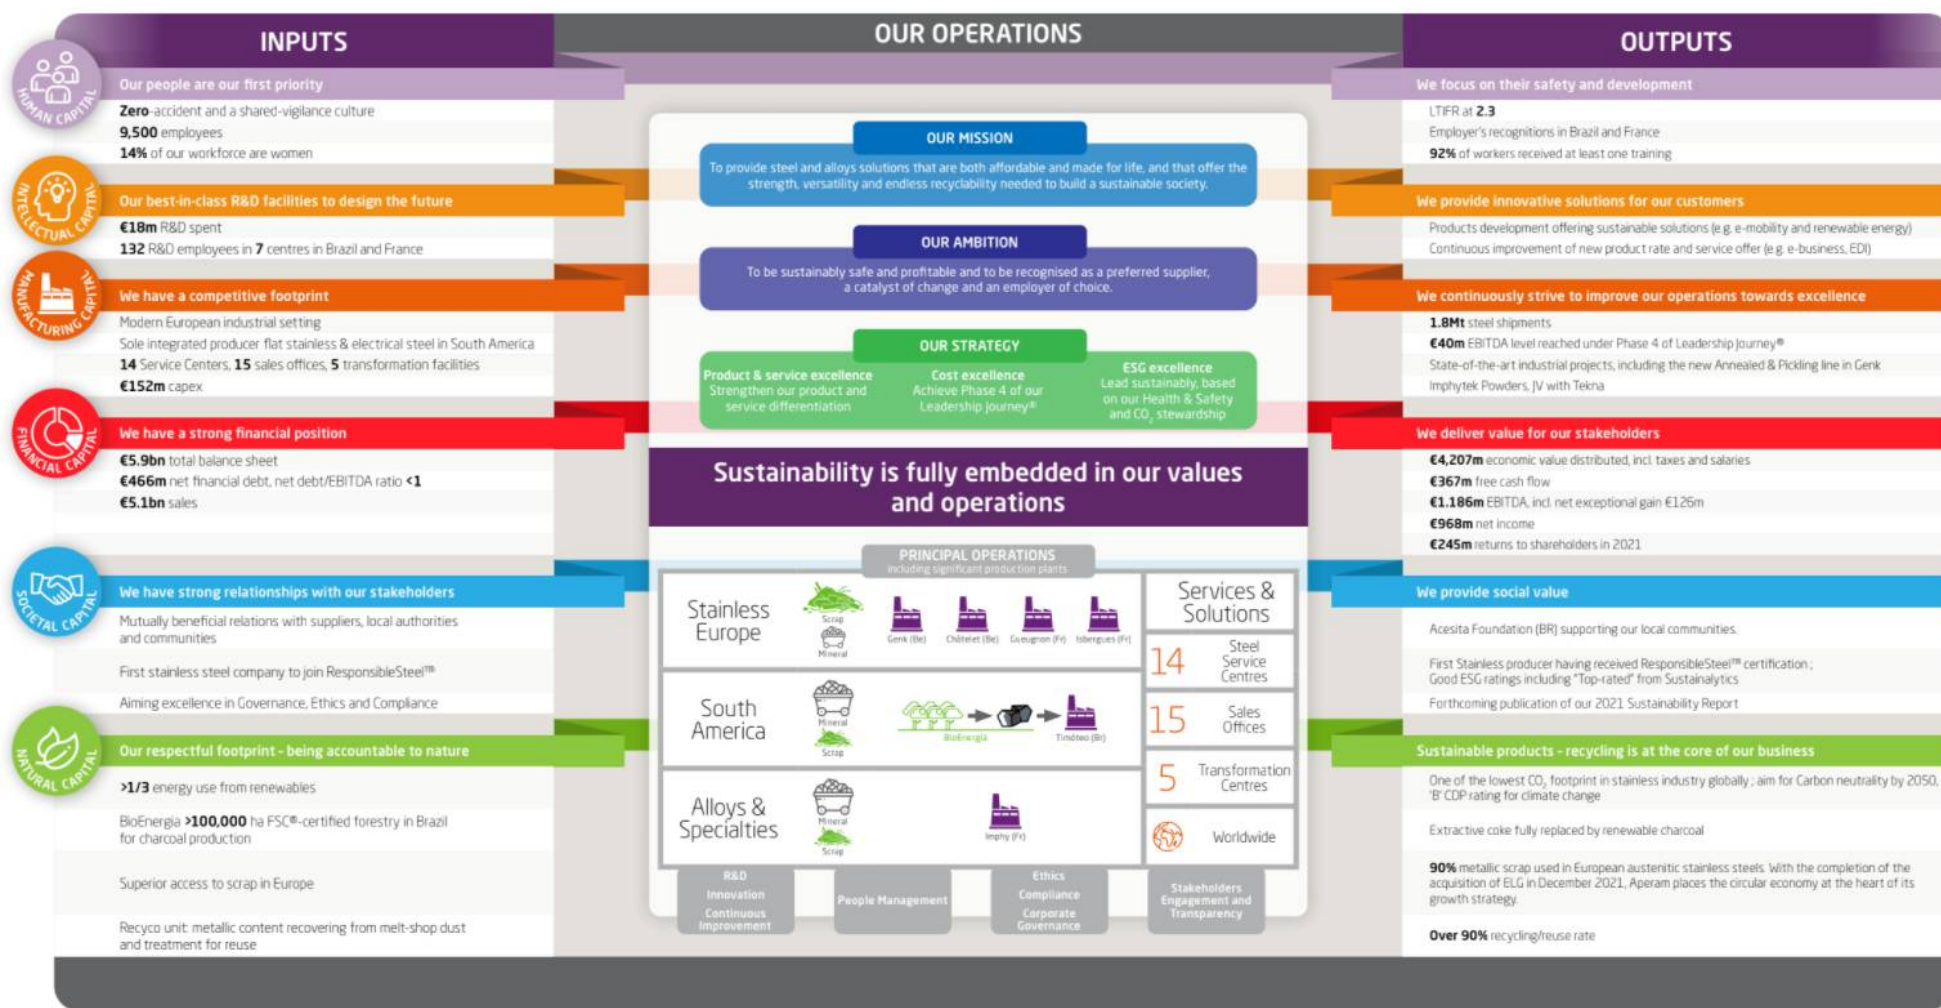 INPUTS
HUMAN CAPITAL
Our people are our first priority
Zero-accident and a shared-vigilance culture
9,500 employees
14% of our workforce are women
INTELLECTUAL CAPITAL
Our best-in-class R&D facilities to design the future
€18m R&D spent
132 R&D employees in 7 centres in Brazil and France
MANUFACTURING CAPITAL
We have a competitive footprint
Modern European industrial setting
Sole integrated producer flat stainless & electrical steel in South America
14 Service Centers, 15 sales offices, 5 transformation facilities
€152m capex
FINANCIAL CAPITAL
We have a strong financial position
€5.9bn total balance sheet
€466m net financial debt, net debt/EBITDA ratio <1
€5.1bn sales
SOCIETAL CAPITAL
We have strong relationships with our stakeholders
Mutually beneficial relations with suppliers, local authorities
and communities
First stainless steel company to join ResponsibleSteel™
Aiming excellence in Governance, Ethics and Compliance
NATURAL CAPITAL
Our respectful footprint - being accountable to nature
>1/3 energy use from renewables
BioEnergia >100,000 ha FSC®-certified forestry in Brazil
for charcoal production
Superior access to scrap in Europe
Recyco unit: metallic content recovering from melt-shop dust
and treatment for reuse
OUR OPERATIONS
OUR MISSION
To provide steel and alloys solutions that are both affordable and made for life, and that offer the
strength, versatility and endless recyclability needed to build a sustainable society.
OUR AMBITION
To be sustainably safe and profitable and to be recognised as a preferred supplier,
a catalyst of change and an employer of choice.
OUR STRATEGY
Product & service excellence
Strengthen our product and
service differentiation
Cost excellence
Achieve Phase 4 of our
Leadership Journey®
ESG excellence
Lead sustainably, based
on our Health & Safety
and CO₂ stewardship
Sustainability is fully embedded in our values
and operations
PRINCIPAL OPERATIONS
including significant production plants
Stainless
Europe
Scrap
Mineral
Genk (Be)
Châtelet (Be)
Gueugnon (Fr)
Isbergues (Fr)
South
America
Mineral
Scrap
BioEnergia
Timóteo (Br)
Alloys &
Specialties
Mineral
Scrap
Imphy (Fr)
Services &
Solutions
14
Steel
Service
Centres
15
Sales
Offices
5
Transformation
Centres
Worldwide
R&D
Innovation
Continuous
Improvement
People Management
Ethics
Compliance
Corporate
Governance
Stakeholders
Engagement and
Transparency
OUTPUTS
We focus on their safety and development
LTIFR at 2.3
Employer's recognitions in Brazil and France
92% of workers received at least one training
We provide innovative solutions for our customers
Products development offering sustainable solutions (e.g. e-mobility and renewable energy)
Continuous improvement of new product rate and service offer (e.g. e-business, EDI)
We continuously strive to improve our operations towards excellence
1.8Mt steel shipments
€40m EBITDA level reached under Phase 4 of Leadership Journey®
State-of-the-art industrial projects, including the new Annealed & Pickling line in Genk
Imphytek Powders, JV with Tekna
We deliver value for our stakeholders
€4,207m economic value distributed, incl. taxes and salaries
€367m free cash flow
€1.186m EBITDA, incl. net exceptional gain €126m
€968m net income
€245m returns to shareholders in 2021
We provide social value
Acesita Foundation (BR) supporting our local communities.
First Stainless producer having received ResponsibleSteel™ certification ;
Good ESG ratings including "Top-rated" from Sustainalytics
Forthcoming publication of our 2021 Sustainability Report
Sustainable products - recycling is at the core of our business
One of the lowest CO₂ footprint in stainless industry globally ; aim for Carbon neutrality by 2050,
'B' CDP rating for climate change
Extractive coke fully replaced by renewable charcoal
90% metallic scrap used in European austenitic stainless steels. With the completion of the
acquisition of ELG in December 2021, Aperam places the circular economy at the heart of its
growth strategy.
Over 90% recycling/reuse rate